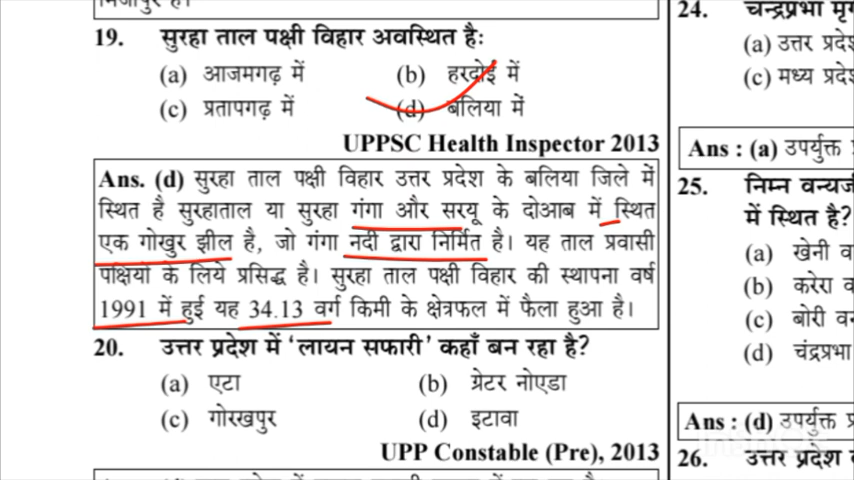 मिर्जापुर है।
19. सुरहा ताल पक्षी विहार अवस्थित है:
(a) आजमगढ़ में (b) हरदोई में
(c) प्रतापगढ़ में (d) बलिया में
UPPSC Health Inspector 2013
Ans. (d) सुरहा ताल पक्षी विहार उत्तर प्रदेश के बलिया जिले में
स्थित है सुरहाताल या सुरहा गंगा और सरयू के दोआब में स्थित
एक गोखुर झील है, जो गंगा नदी द्वारा निर्मित है। यह ताल प्रवासी
पक्षियों के लिये प्रसिद्ध है। सुरहा ताल पक्षी विहार की स्थापना वर्ष
1991 में हुई यह 34.13 वर्ग किमी के क्षेत्रफल में फैला हुआ है।
20. उत्तर प्रदेश में 'लायन सफारी' कहाँ बन रहा है?
(a) एटा (b) ग्रेटर नोएडा
(c) गोरखपुर (d) इटावा
UPP Constable (Pre), 2013
24. चन्द्रप्रभा
(a) उत्तर
(c) मध्य
Ans : (a) उपर्युक्त
25. निम्न
में स्थित है?
(a) खेनी
(b) करेरा
(c) बोरी
(d) चंद्रप्रभा
Ans : (d) उपर्युक्त
26. उत्तर प्रदेश